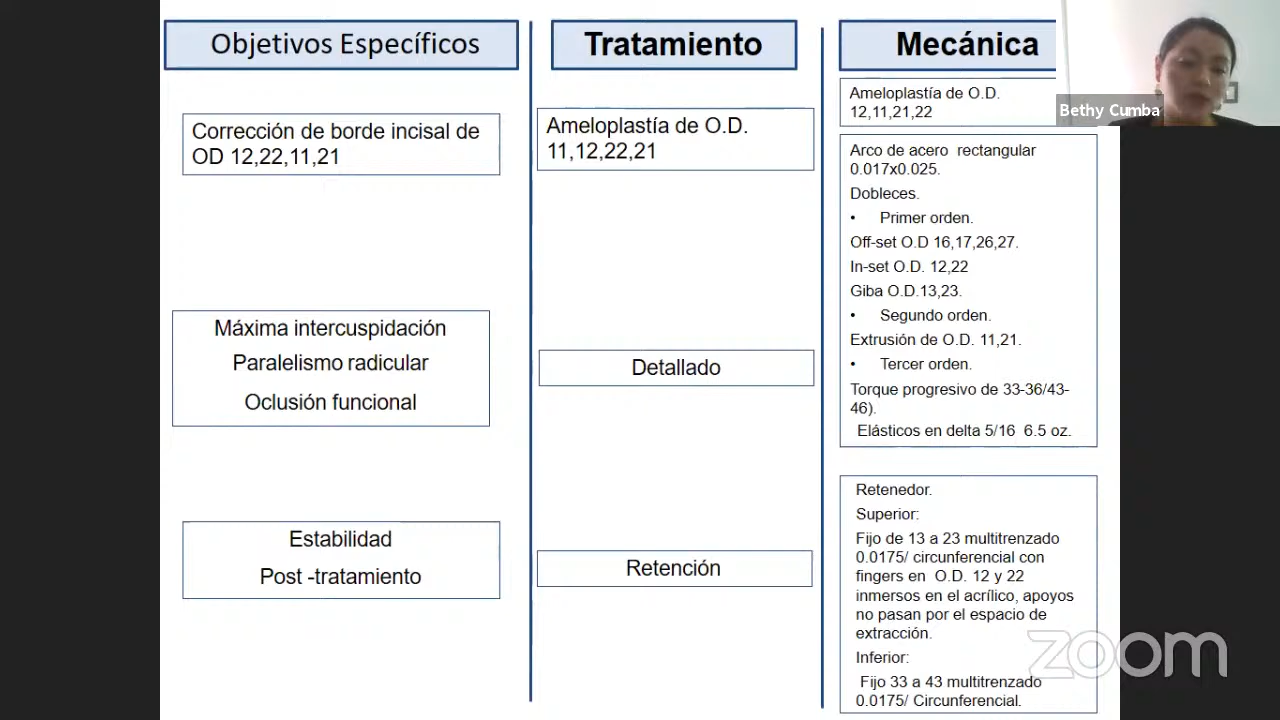 Objetivos Específicos
Tratamiento
Mecánica
Corrección de borde incisal de
OD 12,22,11,21
Ameloplastía de O.D.
11,12,22,21
Ameloplastía de O.D.
12,11,21,22
Bethy Cumba
Máxima intercuspidación
Paralelismo radicular
Oclusión funcional
Detallado
Arco de acero rectangular
0.017x0.025.
Dobleces.
• Primer orden.
Off-set O.D 16,17,26,27.
In-set O.D. 12,22
Giba O.D.13,23.
• Segundo orden.
Extrusión de O.D. 11,21.
• Tercer orden.
Torque progresivo de 33-36/43-
46).
Elásticos en delta 5/16 6.5 oz.
Estabilidad
Post -tratamiento
Retención
Retenedor.
Superior:
Fijo de 13 a 23 multitrenzado
0.0175/ circunferencial con
fingers en O.D. 12 y 22
inmersos en el acrílico, apoyos
no pasan por el espacio de
extracción.
Inferior:
Fijo 33 a 43 multitrenzado
0.0175/ Circunferencial.
zoom